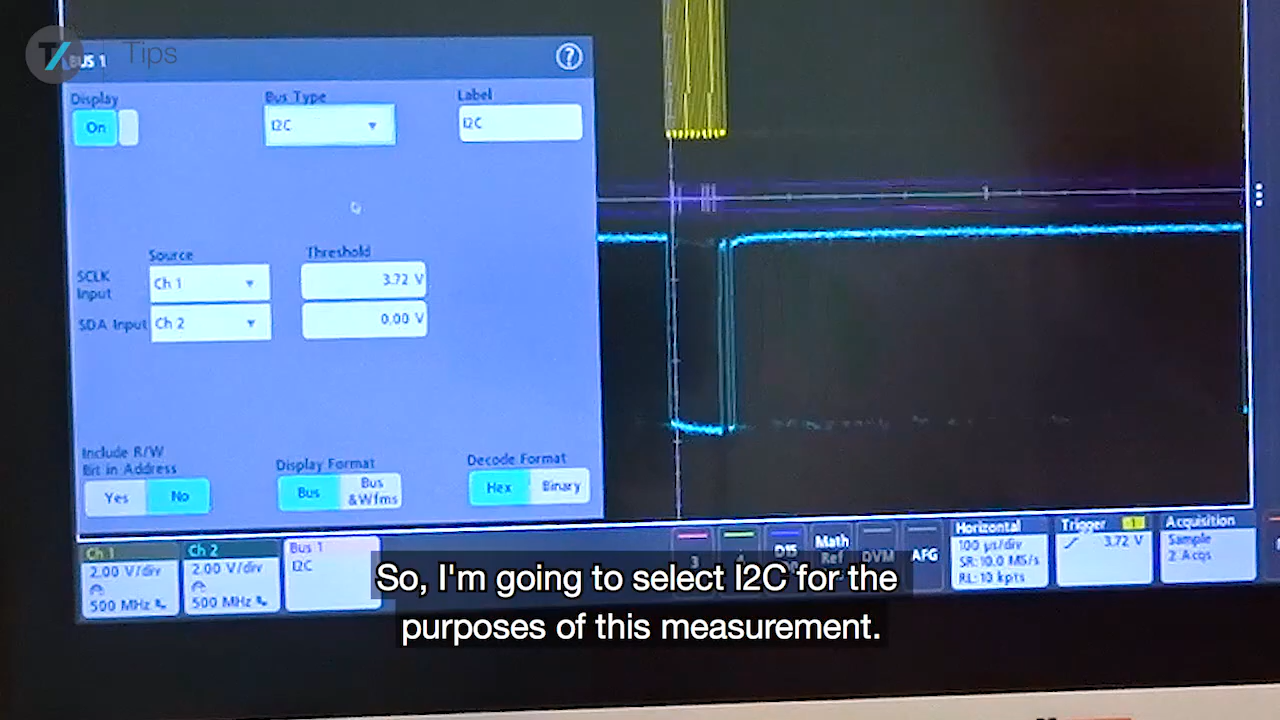 Tips
BUS 1
?
Display
Bus Type
Label
On
I2C
I2C
Source
Threshold
SCLK
Input
Ch 1
3.72 V
SDA Input
Ch 2
0.00 V
Include R/W
Bit in Address
Display Format
Decode Format
Yes
No
Bus
Bus
&Wfms
Hex
Binary
Ch 1
2.00 V/div
500 MHz
Ch 2
2.00 V/div
500 MHz
Bus 1
I2C
3
4
D15
Math
Ref
DVM
AFG
Horizontal
100 µs/div
SR: 10.0 MS/s
RL: 10 kpts
Trigger
1
3.72 V
Acquisition
Sample
2 Acqs
So, I'm going to select I2C for the
purposes of this measurement.